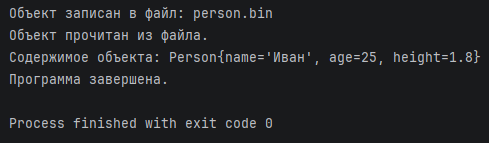 Объект записан в файл: person.bin
Объект прочитан из файла.
Содержимое объекта: Person{name='Иван', age=25, height=1.8}
Программа завершена.
Process finished with exit code 0